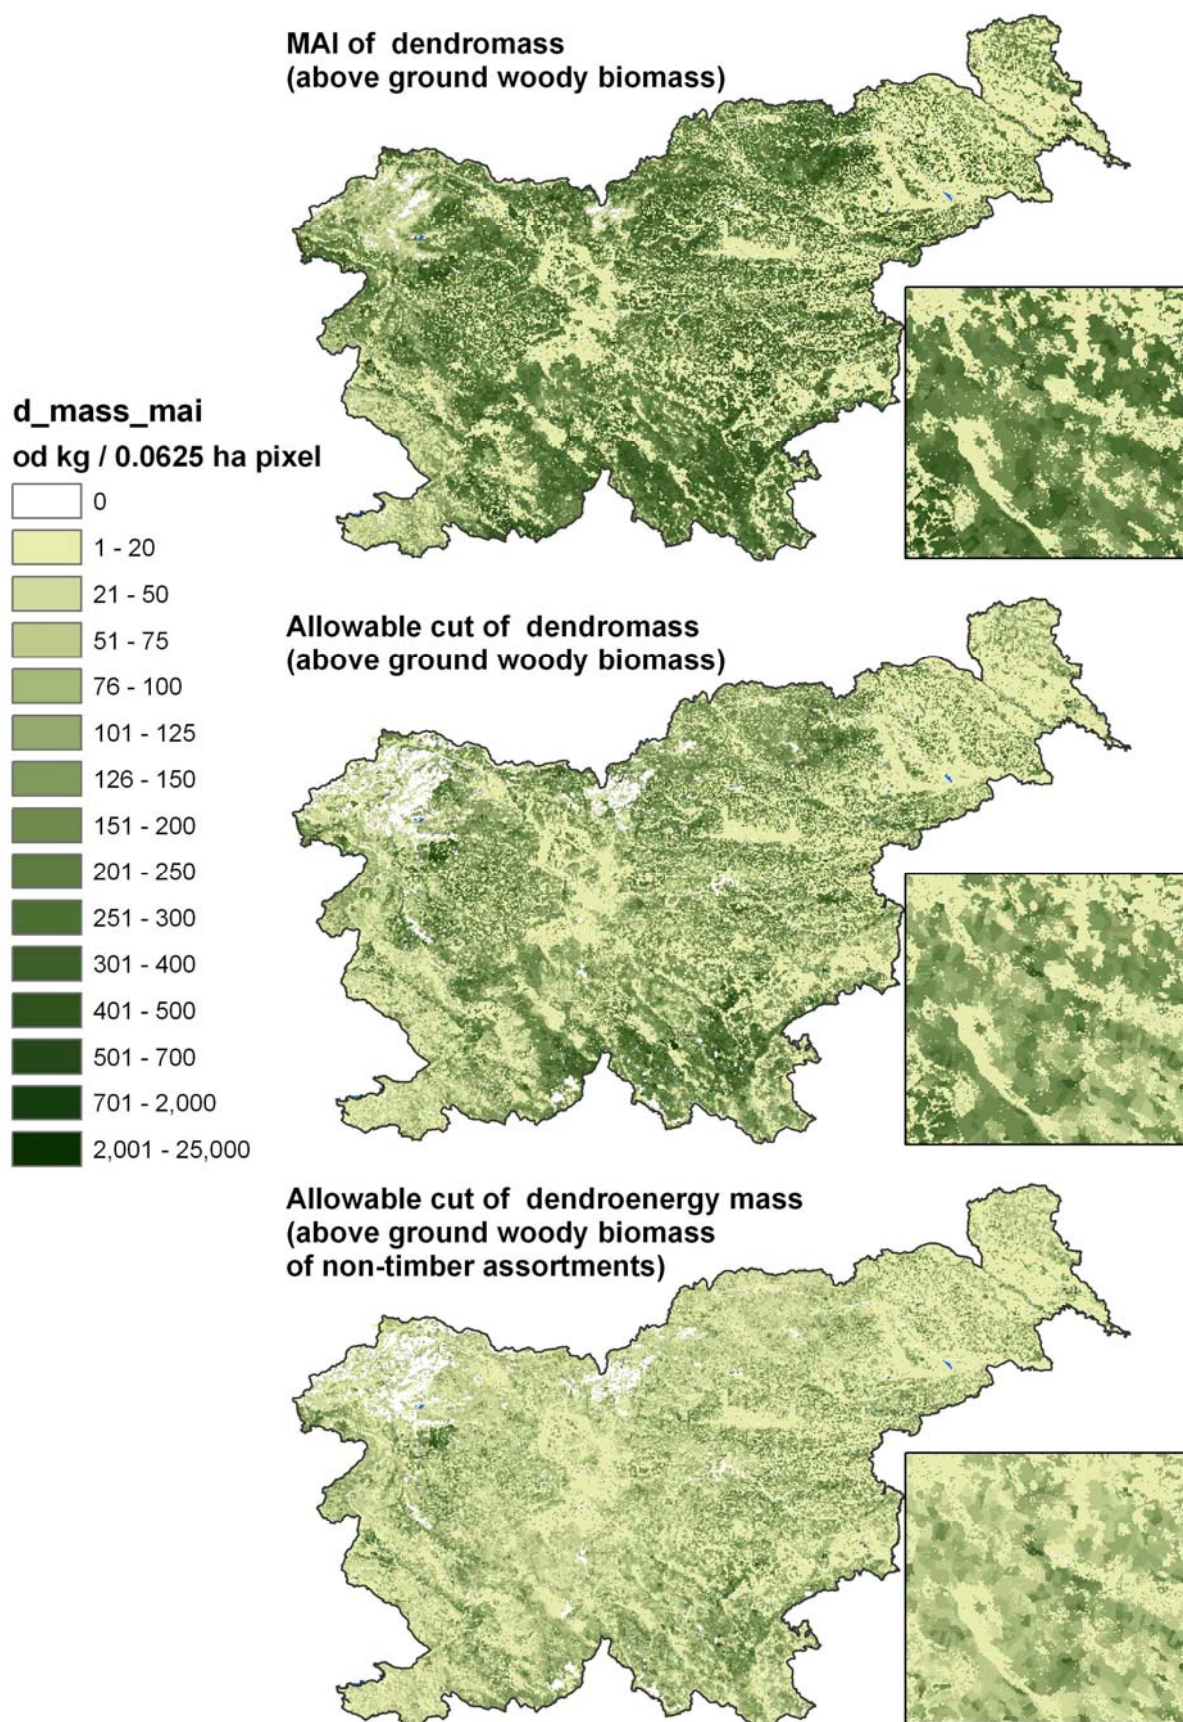 MAI of dendromass
(above ground woody biomass)
d_mass_mai
od kg / 0.0625 ha pixel
0
1 - 20
21 - 50
51 - 75
76 - 100
101 - 125
126 - 150
151 - 200
201 - 250
251 - 300
301 - 400
401 - 500
501 - 700
701 - 2,000
2,001 - 25,000
Allowable cut of dendromass
(above ground woody biomass)
Allowable cut of dendroenergy mass
(above ground woody biomass
of non-timber assortments)